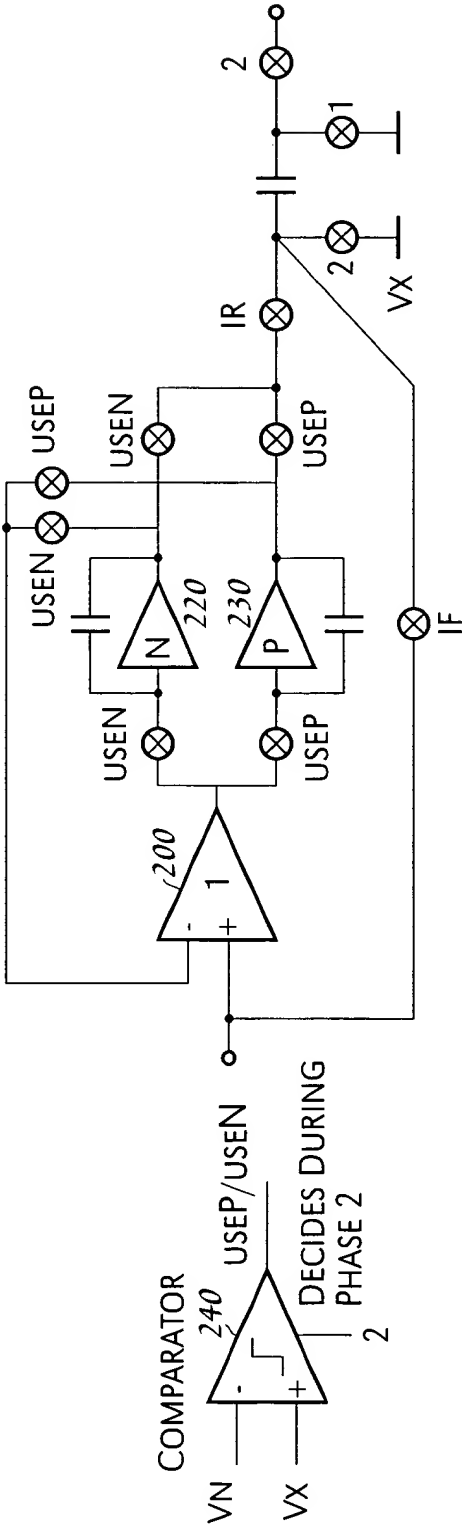 COMPARATOR
240
VN
-
VX
+
2
USEP/USEN
DECIDES DURING
PHASE 2
200
-
+
1
USEN
USEP
USEN
USEP
N
220
230
P
USEN
USEP
IR
IF
2
VX
1
2